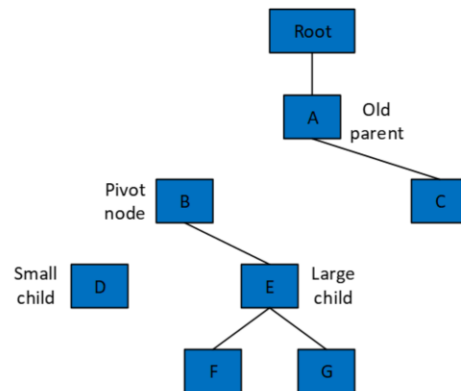 Root
A
Old
parent
Pivot
node
B
C
Small
child
D
E
Large
child
F
G